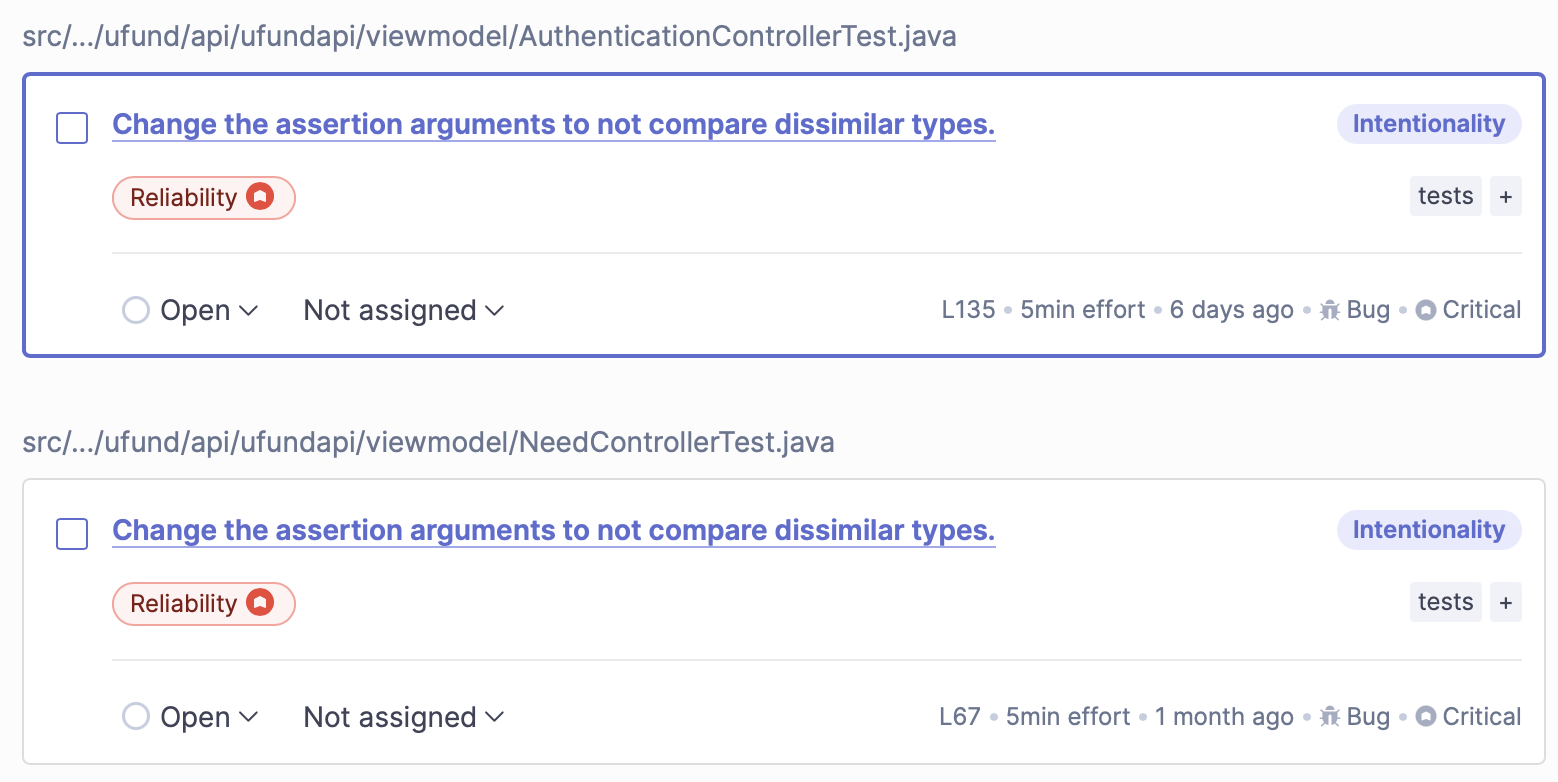 src/.../ufund/api/ufundapi/viewmodel/AuthenticationControllerTest.java
Change the assertion arguments to not compare dissimilar types.
Intentionality
Reliability
tests +
Open Not assigned L135 • 5min effort • 6 days ago • Bug • Critical
src/.../ufund/api/ufundapi/viewmodel/NeedControllerTest.java
Change the assertion arguments to not compare dissimilar types.
Intentionality
Reliability
tests +
Open Not assigned L67 • 5min effort • 1 month ago • Bug • Critical